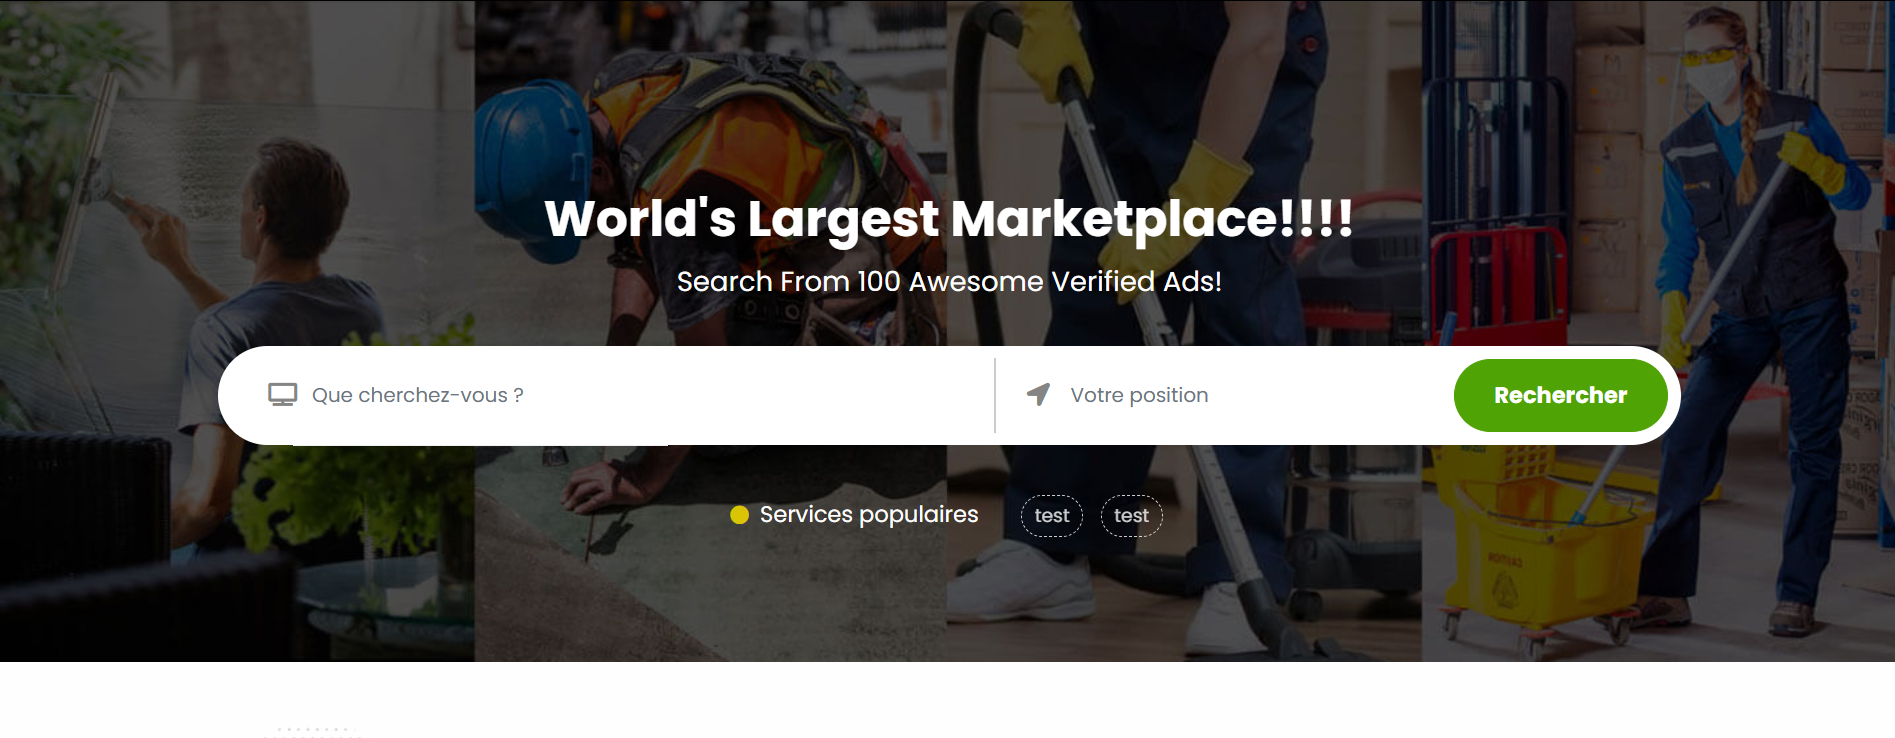 World's Largest Marketplace!!!!
Search From 100 Awesome Verified Ads!
Que cherchez-vous ?
Votre position
Rechercher
Services populaires
test
test